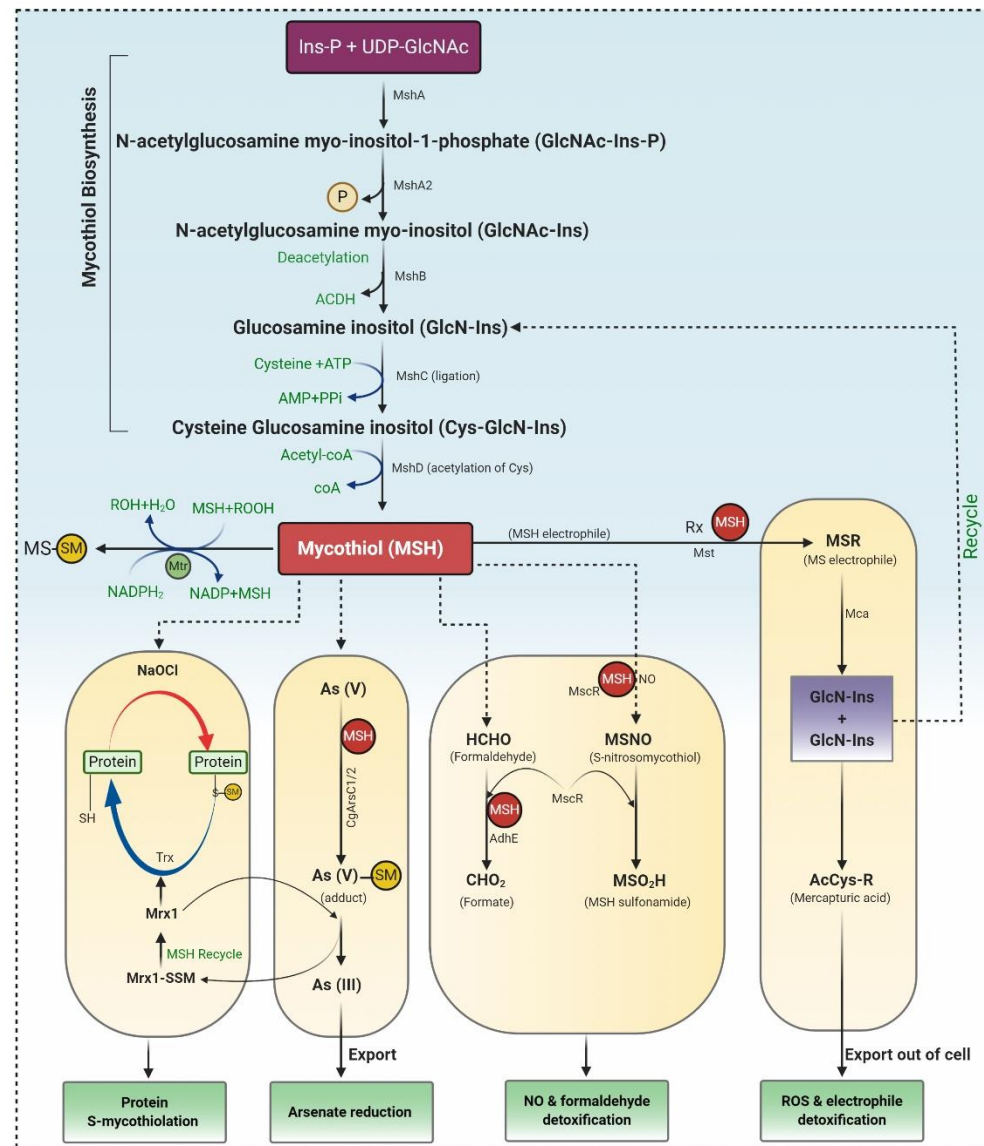 Ins-P + UDP-GlcNAc
Mycothiol Biosynthesis
MshA
N-acetylglucosamine myo-inositol-1-phosphate (GlcNAc-Ins-P)
P
MshA2
N-acetylglucosamine myo-inositol (GlcNAc-Ins)
Deacetylation
MshB
ACDH
Glucosamine inositol (GlcN-Ins)
Cysteine +ATP
MshC (ligation)
AMP+PPi
Cysteine Glucosamine inositol (Cys-GlcN-Ins)
Acetyl-coA
MshD (acetylation of Cys)
coA
Recycle
ROH+H₂O
MSH+ROOH
MS-SM
Mtr
NADPH₂
NADP+MSH
Mycothiol (MSH)
(MSH electrophile)
Rx
MSH
Mst
MSR
(MS electrophile)
Mca
GlcN-Ins
+
GlcN-Ins
AcCys-R
(Mercapturic acid)
Export out of cell
NaOCl
Protein
Protein
SH
S-SM
Trx
Mrx1
MSH Recycle
Mrx1-SSM
As (V)
MSH
CgArsC1/2
As (V)-SM
(adduct)
As (III)
Export
MSH
NO
MscR
HCHO
(Formaldehyde)
MSNO
(S-nitrosomycothiol)
MscR
MSH
AdhE
CHO₂
(Formate)
MSO₂H
(MSH sulfonamide)
Protein
S-mycothiolation
Arsenate reduction
NO & formaldehyde
detoxification
ROS & electrophile
detoxification